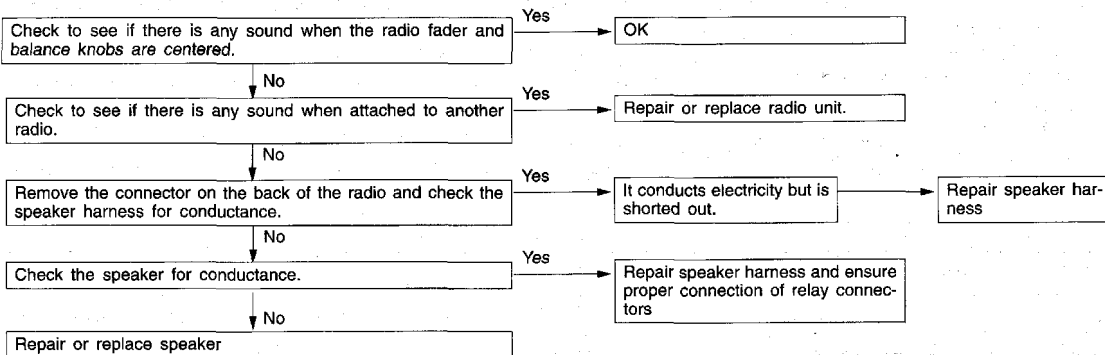 Check to see if there is any sound when the radio fader and
balance knobs are centered.
Yes
OK
No
Check to see if there is any sound when attached to another
radio.
Yes
Repair or replace radio unit.
No
Remove the connector on the back of the radio and check the
speaker harness for conductance.
Yes
It conducts electricity but is
shorted out.
Repair speaker har-
ness
No
Check the speaker for conductance.
Yes
Repair speaker harness and ensure
proper connection of relay connec-
tors
No
Repair or replace speaker